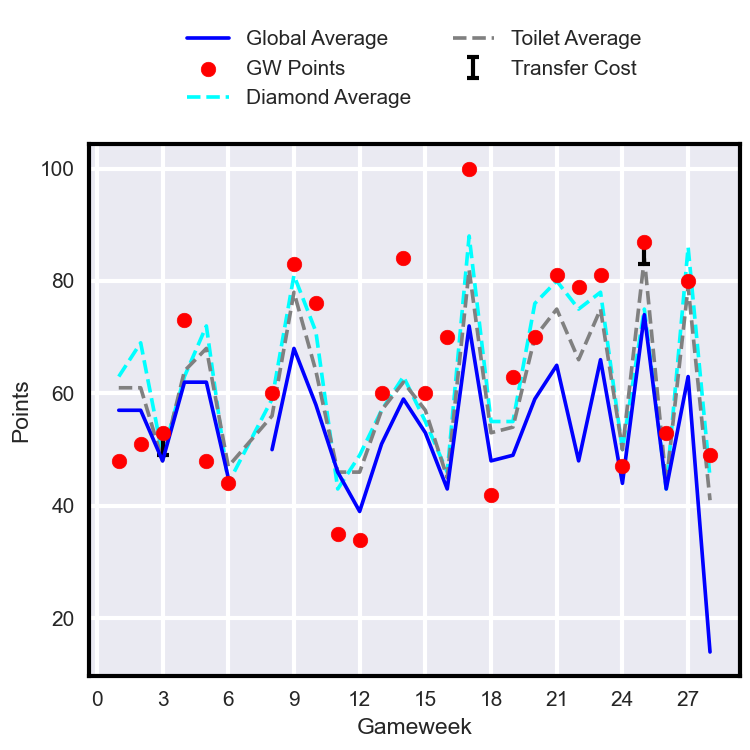 Global Average
GW Points
Diamond Average
Toilet Average
Transfer Cost
100
80
60
40
20
Points
0 3 6 9 12 15 18 21 24 27
Gameweek